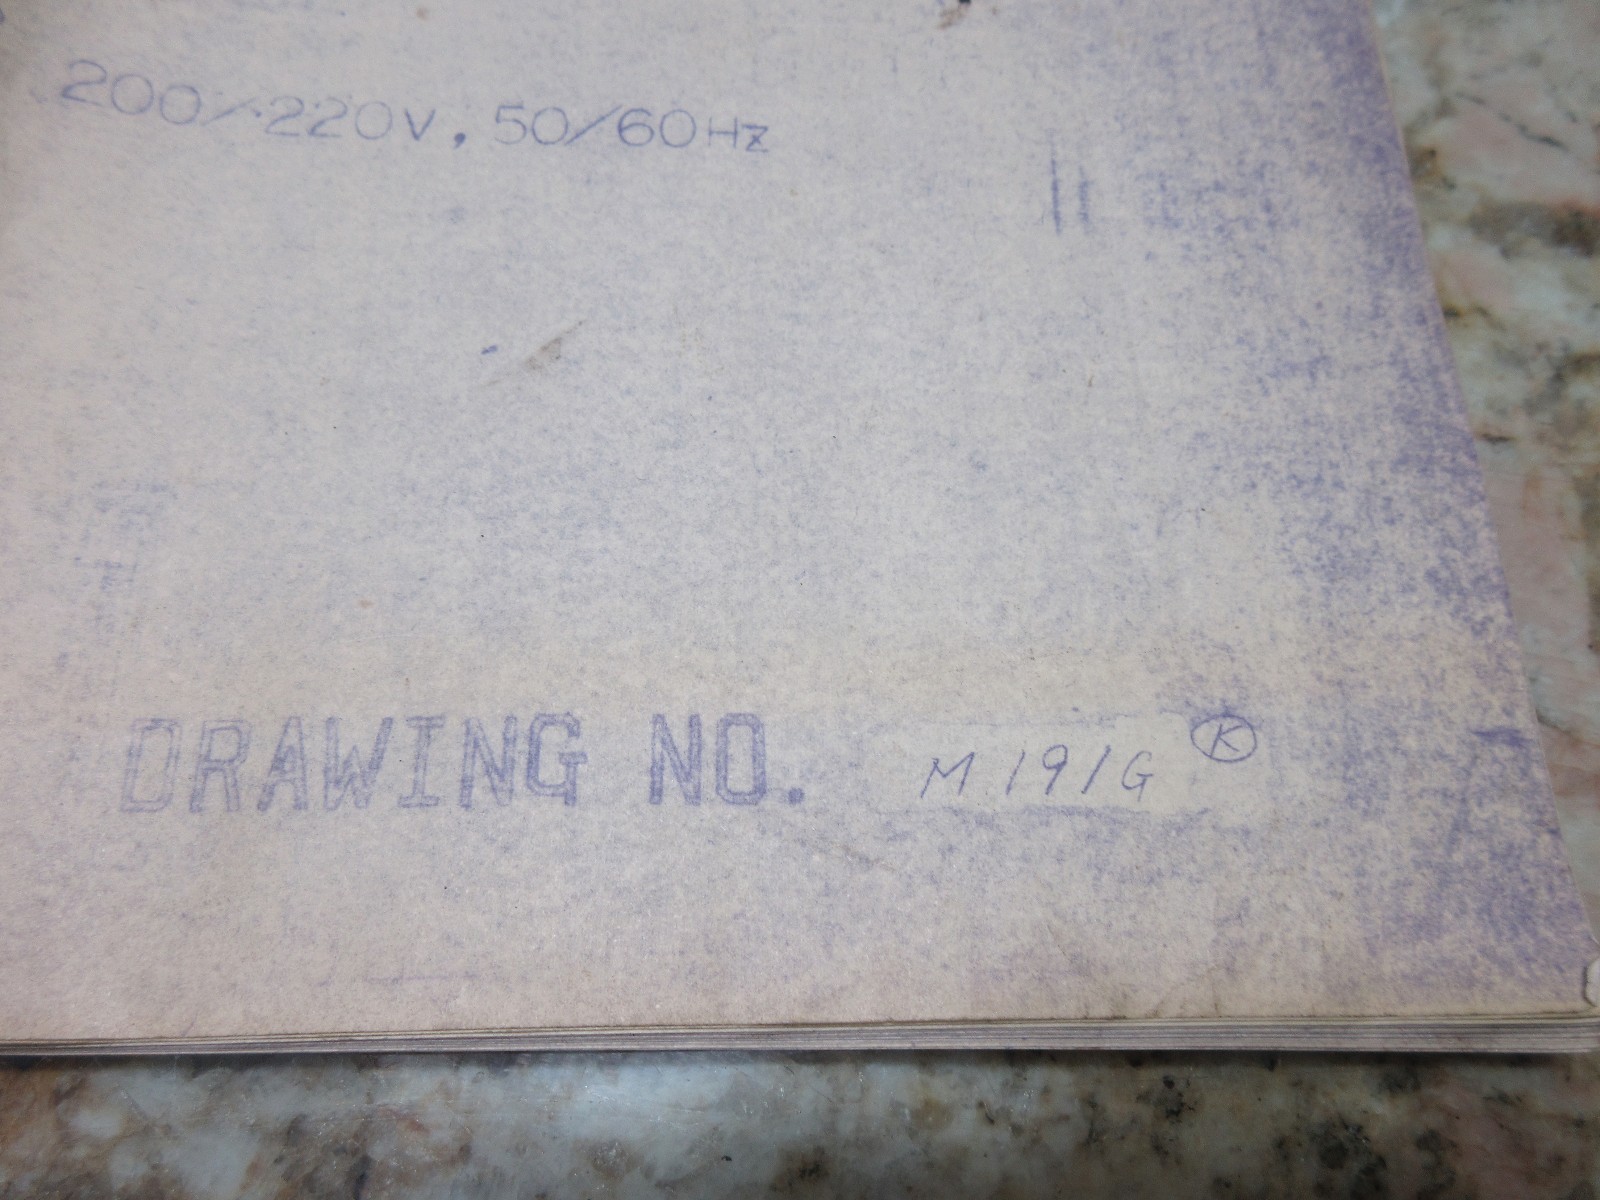 200/220V, 50/60Hz
DRAWING NO. M191G Ⓚ